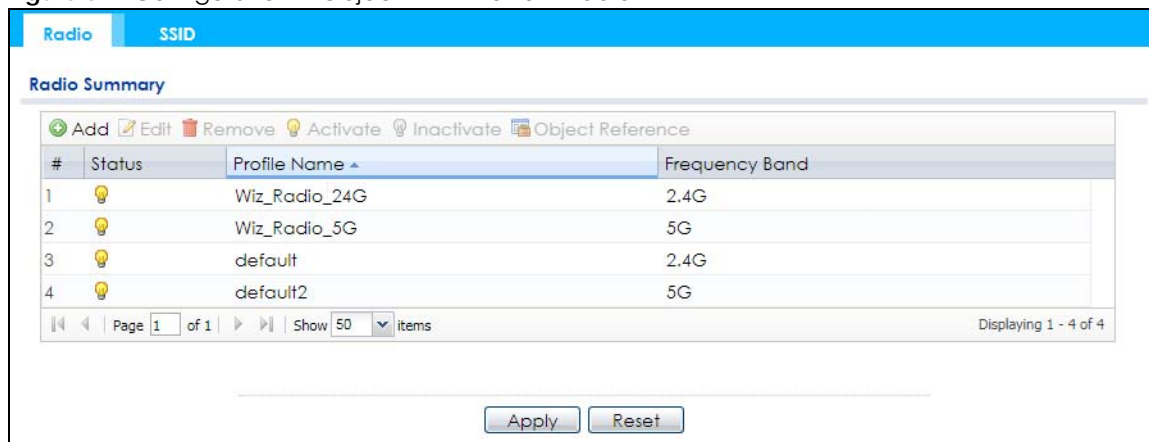 Radio SSID
Radio Summary
Add Edit Remove Activate Inactivate Object Reference
# Status Profile Name Frequency Band
1 Wiz_Radio_24G 2.4G
2 Wiz_Radio_5G 5G
3 default 2.4G
4 default2 5G
Page 1 of 1 Show 50 items Displaying 1 - 4 of 4
Apply Reset